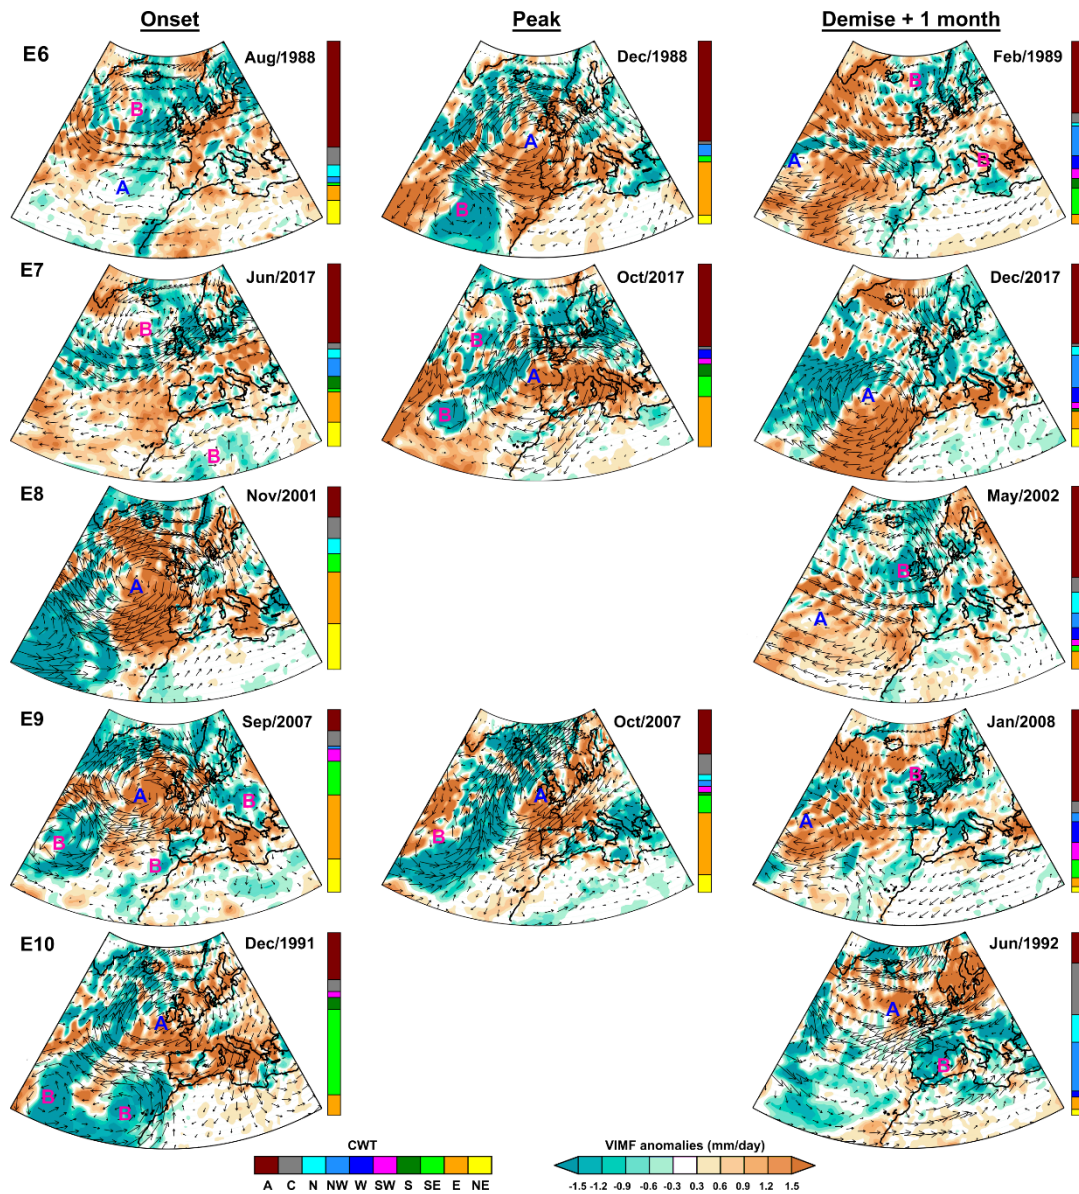 Onset Peak Demise + 1 month
E6 Aug/1988 Dec/1988 Feb/1989
B A B
A A B
B
E7 Jun/2017 Oct/2017 Dec/2017
B B
A A
B
B
E8 Nov/2001 May/2002
A B
A
E9 Sep/2007 Oct/2007 Jan/2008
B
A B A
B B A
B
E10 Dec/1991 Jun/1992
A A
B B B
CWT VIMF anomalies (mm/day)
A C N NW W SW S SE E NE -1.5 -1.2 -0.9 -0.6 -0.3 0.3 0.6 0.9 1.2 1.5